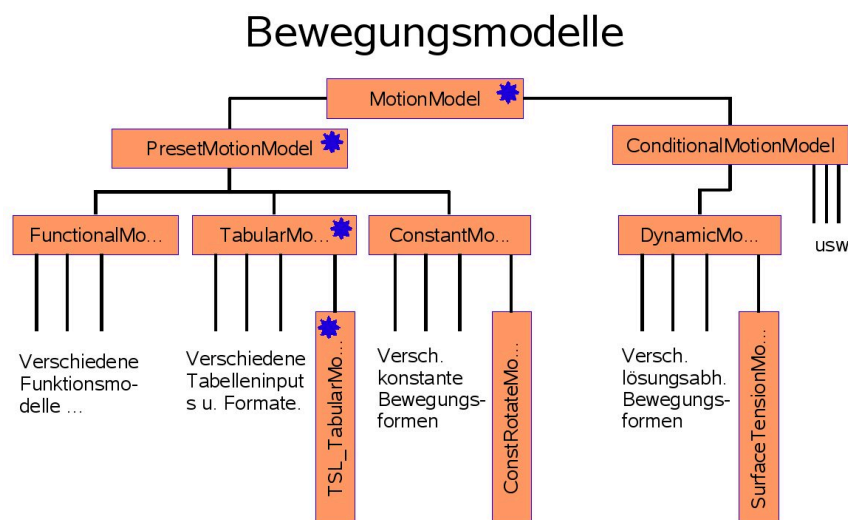 Bewegungsmodelle
MotionModel
PresetMotionModel
ConditionalMotionModel
FunctionalMo...
TabularMo...
ConstantMo...
DynamicMo...
usw
Verschiedene
Funktionsmo-
delle ...
Verschiedene
Tabelleninput
s u. Formate.
TSL_TabularMo...
Versch.
konstante
Bewegungs-
formen
ConstRotateMo...
Versch.
lösungsabh.
Bewegungs-
formen
SurfaceTensionMo...